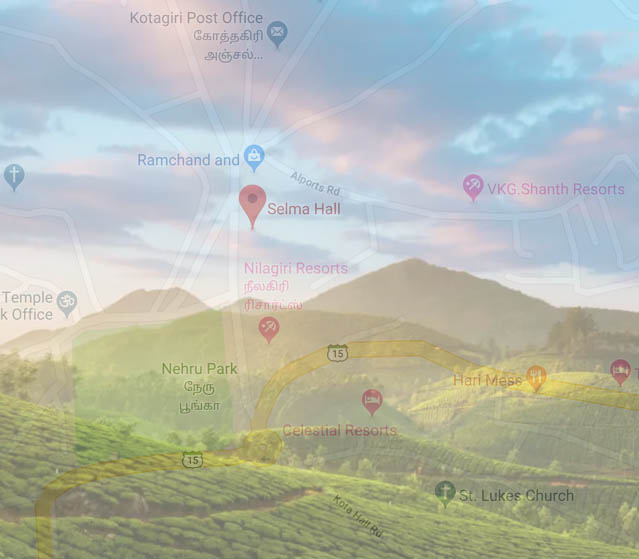 Kotagiri Post Office
கோத்தகிரி
அஞ்சல்...
Ramchand and
Alports Rd
VKG.Shanth Resorts
Selma Hall
Nilagiri Resorts
நீலகிரி
ரிசார்ட்ஸ்
Temple
k Office
15
Nehru Park
நேரு
பூங்கா
Hari Mess
T
Celestial Resorts
15
St. Lukes Church
Kota Hall Rd